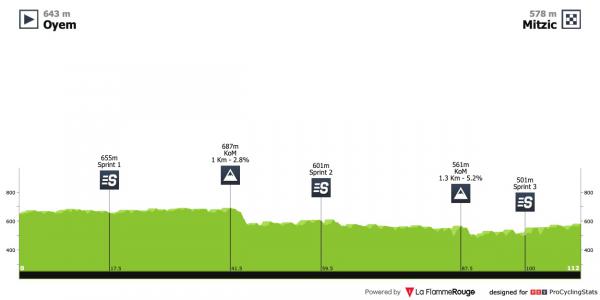 643 m
Oyem
578 m
Mitzic
655m
Sprint 1
687m
KoM
1 Km - 2.8%
601m
Sprint 2
561m
KoM
1.3 Km - 5.2%
501m
Sprint 3
800
600
400
800
600
400
0
17.5
41.5
59.5
87.5
100
112
Powered by La FlammeRouge designed for PCS ProCyclingStats